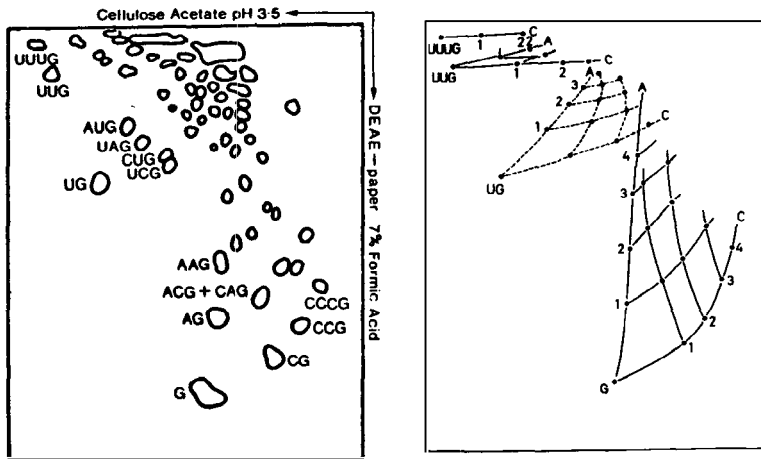 Cellulose Acetate pH 3·5
DEAE — paper 7% Formic Acid
UUUG
UUG
AUG
UAG
CUG
UCG
UG
AAG
ACG + CAG
CCCG
AG
CCG
CG
G
UUUG
1
22
C
A
UUG
1
2
C
A
3
2
1
UG
A
C
4
3
2
1
C
4
3
2
1
G